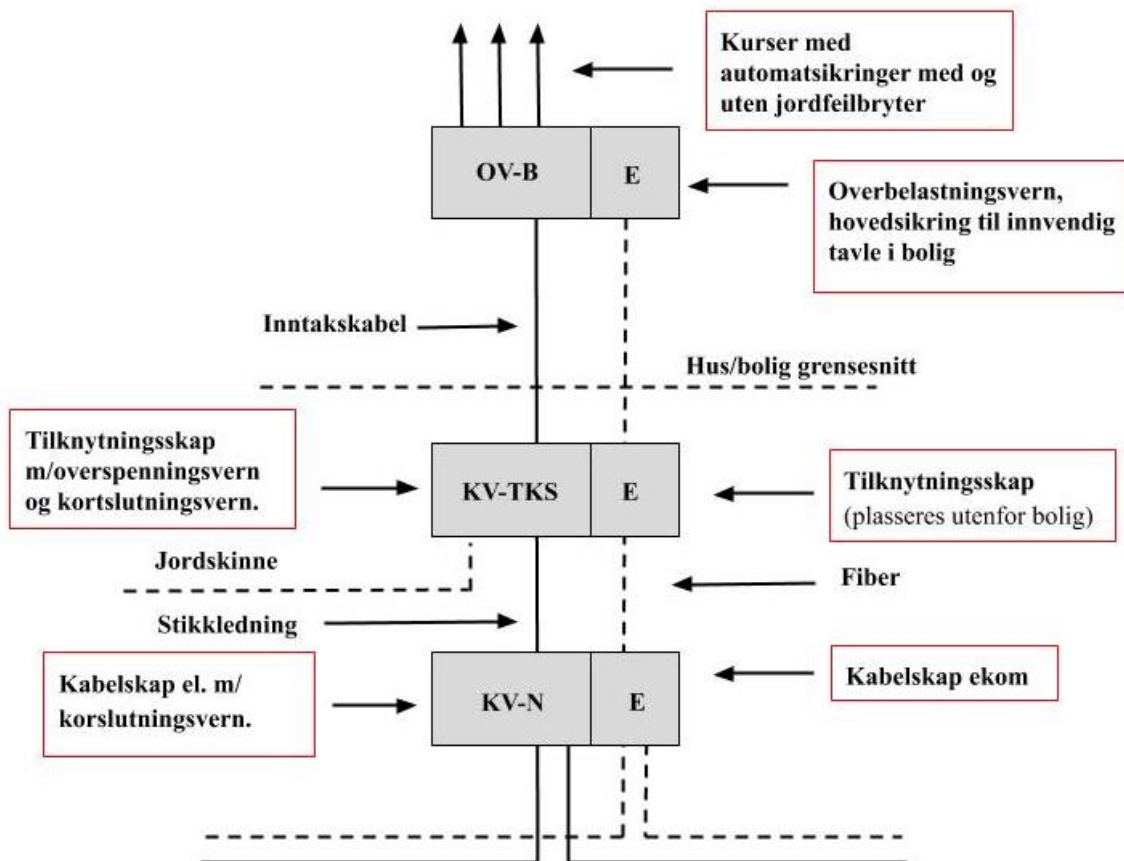 Kurser med
automatsikringer med og
uten jordfeilbryter
OV-B
E
Overbelastningsvern,
hovedsikring til innvendig
tavle i bolig
Inntakskabel
Hus/bolig grensesnitt
Tilknytningsskap
m/overspenningsvern
og kortslutningsvern.
KV-TKS
E
Tilknytningsskap
(plasseres utenfor bolig)
Jordskinne
Fiber
Stikkledning
Kabelskap el. m/
korslutningsvern.
KV-N
E
Kabelskap ekom